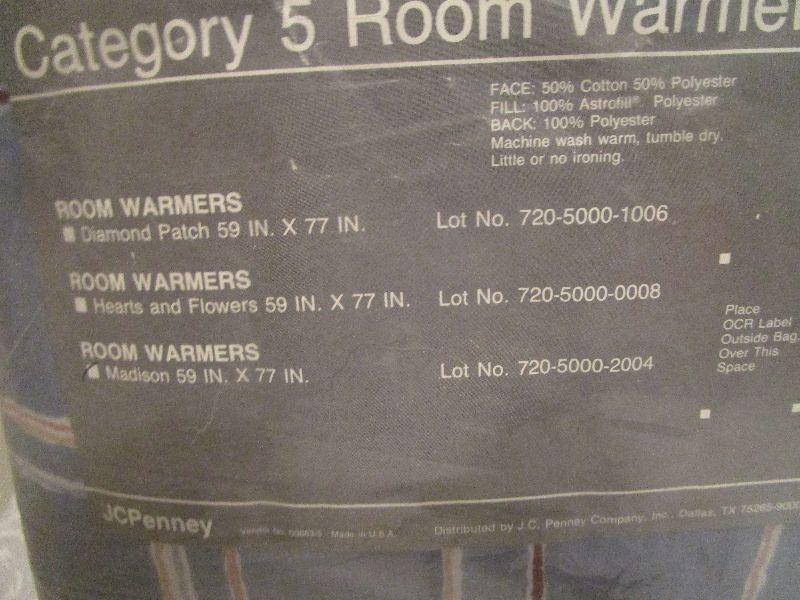 Category 5 Room Warmer
FACE: 50% Cotton 50% Polyester
FILL: 100% Astrofill®. Polyester
BACK: 100% Polyester
Machine wash warm, tumble dry.
Little or no ironing.
ROOM WARMERS
Diamond Patch 59 IN. X 77 IN. Lot No. 720-5000-1006
ROOM WARMERS
Hearts and Flowers 59 IN. X 77 IN. Lot No. 720-5000-0008
ROOM WARMERS
Madison 59 IN. X 77 IN. Lot No. 720-5000-2004
Place
OCR Label
Outside Bag.
Over This
Space
JCPenney Vendor No. Made in U.S.A. Distributed by J.C. Penney Company, Inc., Dallas, TX 75265-9000